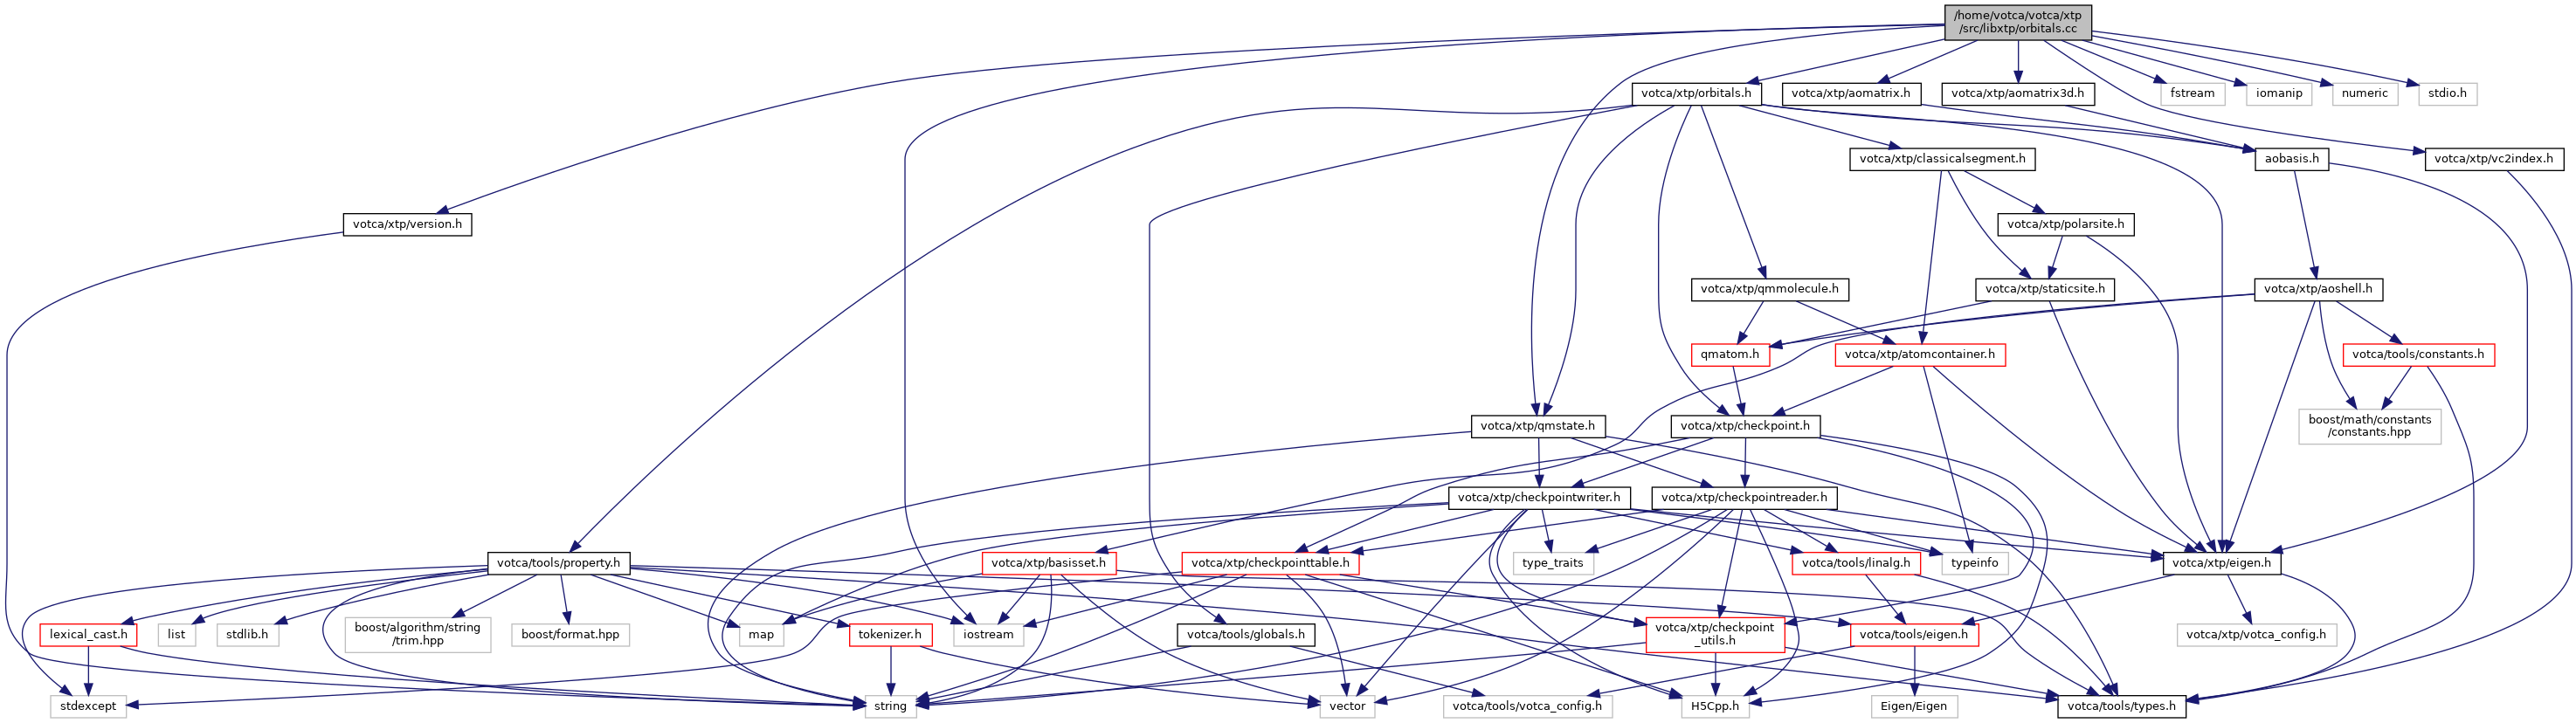 /home/votca/votca/xtp
/src/libxtp/orbitals.cc
votca/xtp/orbitals.h
votca/xtp/aomatrix.h
votca/xtp/aomatrix3d.h
fstream
iomanip
numeric
stdio.h
votca/xtp/classicalsegment.h
aobasis.h
votca/xtp/vc2index.h
votca/xtp/version.h
votca/xtp/polarsite.h
votca/xtp/qmmolecule.h
votca/xtp/staticsite.h
votca/xtp/aoshell.h
qmatom.h
votca/xtp/atomcontainer.h
votca/tools/constants.h
votca/xtp/qmstate.h
votca/xtp/checkpoint.h
boost/math/constants
/constants.hpp
votca/xtp/checkpointwriter.h
votca/xtp/checkpointreader.h
votca/tools/property.h
votca/xtp/basisset.h
votca/xtp/checkpointtable.h
type_traits
votca/tools/linalg.h
typeinfo
votca/xtp/eigen.h
lexical_cast.h
list
stdlib.h
boost/algorithm/string
/trim.hpp
boost/format.hpp
map
tokenizer.h
iostream
votca/tools/globals.h
votca/xtp/checkpoint
_utils.h
votca/tools/eigen.h
votca/xtp/votca_config.h
stdexcept
string
vector
votca/tools/votca_config.h
H5Cpp.h
Eigen/Eigen
votca/tools/types.h